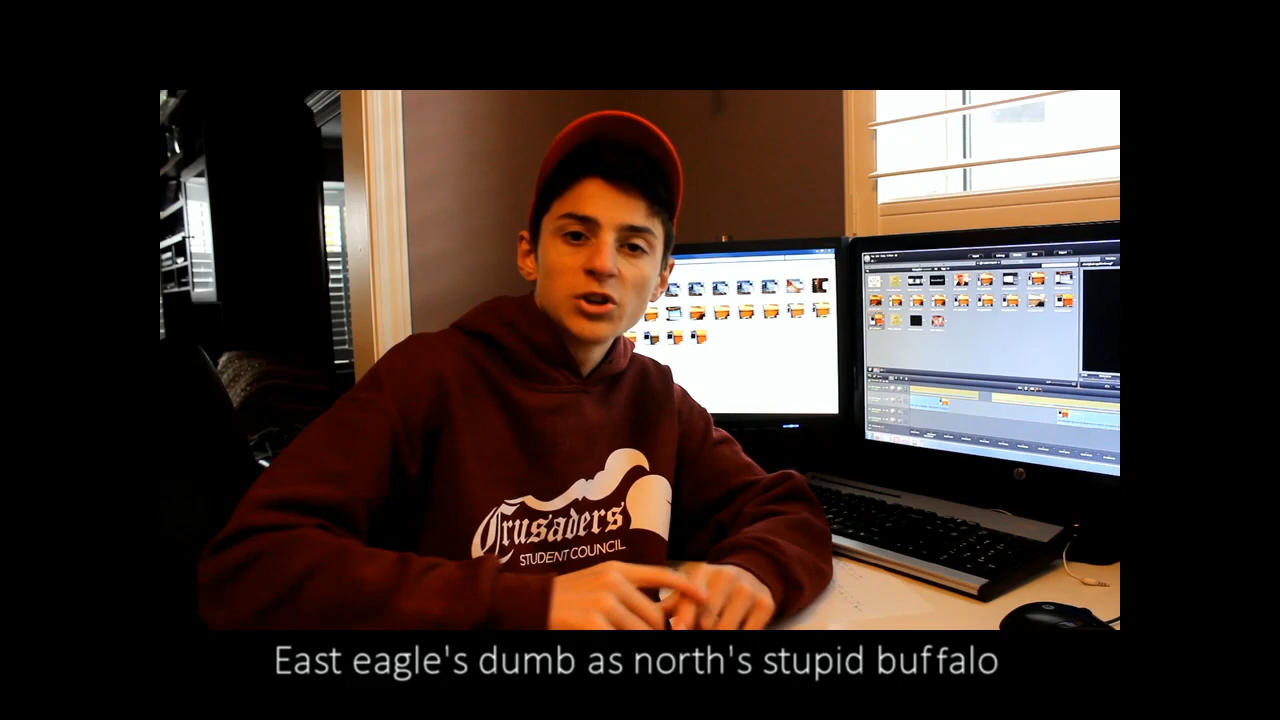 Crusaders
STUDENT COUNCIL
East eagle's dumb as north's stupid buffalo